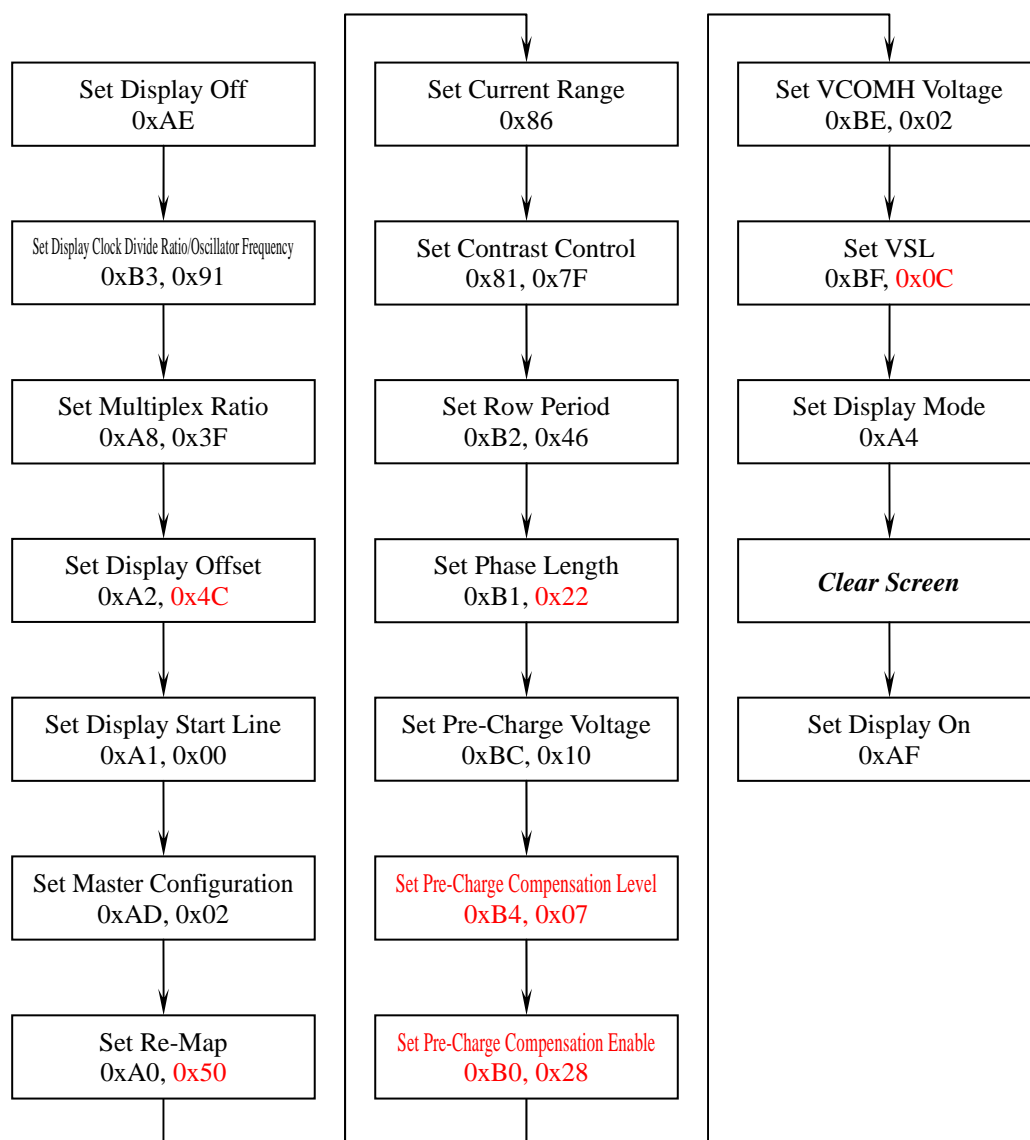 Set Display Off
0xAE
Set Display Clock Divide Ratio/Oscillator Frequency
0xB3, 0x91
Set Multiplex Ratio
0xA8, 0x3F
Set Display Offset
0xA2, 0x4C
Set Display Start Line
0xA1, 0x00
Set Master Configuration
0xAD, 0x02
Set Re-Map
0xA0, 0x50
Set Current Range
0x86
Set Contrast Control
0x81, 0x7F
Set Row Period
0xB2, 0x46
Set Phase Length
0xB1, 0x22
Set Pre-Charge Voltage
0xBC, 0x10
Set Pre-Charge Compensation Level
0xB4, 0x07
Set Pre-Charge Compensation Enable
0xB0, 0x28
Set VCOMH Voltage
0xBE, 0x02
Set VSL
0xBF, 0x0C
Set Display Mode
0xA4
Clear Screen
Set Display On
0xAF